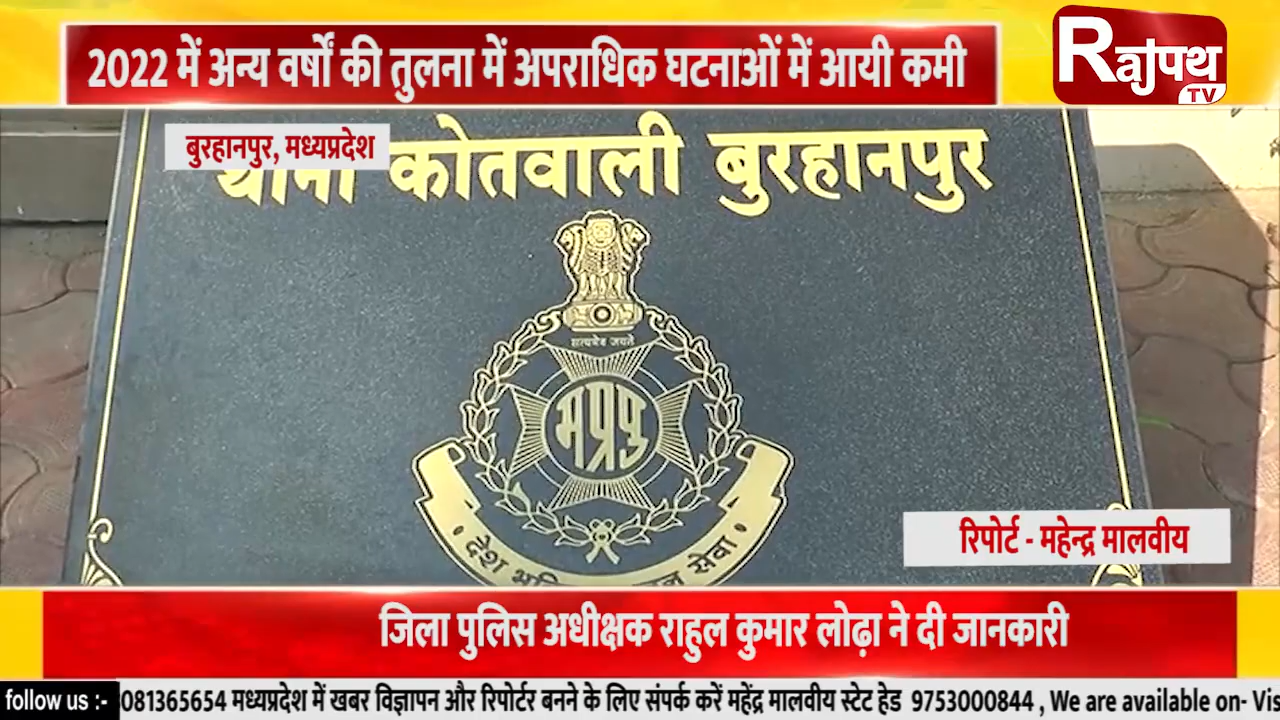 2022 में अन्य वर्षों की तुलना में अपराधिक घटनाओं में आयी कमी
Rajpath
TV
बुरहानपुर, मध्यप्रदेश
थाना कोतवाली बुरहानपुर
सत्यमेव जयते
मप्रपु
देश सेवा
रिपोर्ट - महेन्द्र मालवीय
जिला पुलिस अधीक्षक राहुल कुमार लोढ़ा ने दी जानकारी
follow us :- 081365654 मध्यप्रदेश में खबर विज्ञापन और रिपोर्टर बनने के लिए संपर्क करें महेंद्र मालवीय स्टेट हेड 9753000844 , We are available on- Vis